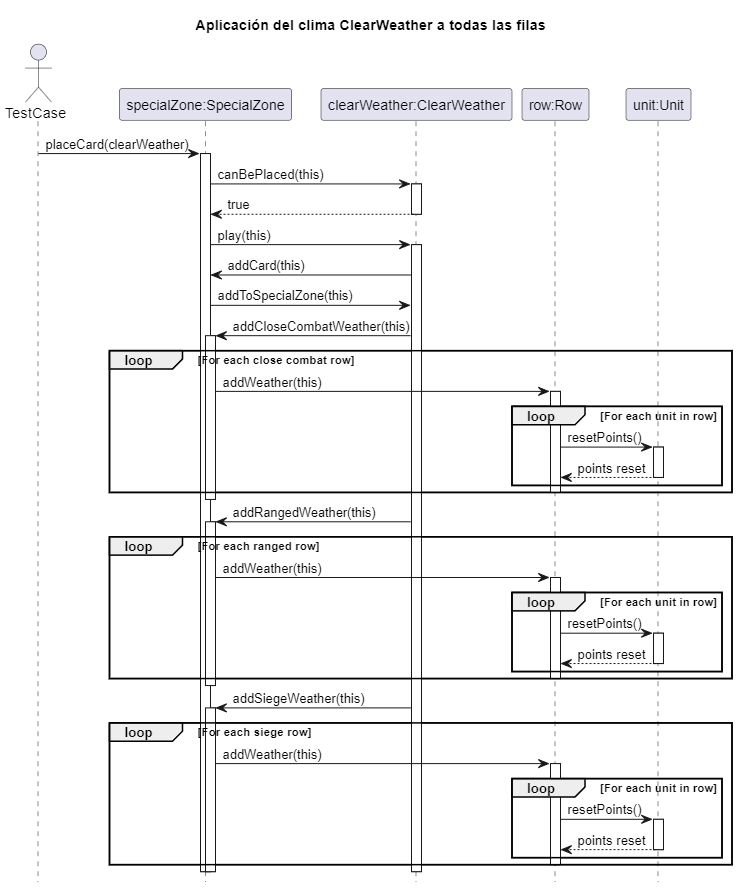 Aplicación del clima ClearWeather a todas las filas
TestCase
specialZone:SpecialZone
clearWeather:ClearWeather
row:Row
unit:Unit
placeCard(clearWeather)
canBePlaced(this)
true
play(this)
addCard(this)
addToSpecialZone(this)
addCloseCombatWeather(this)
loop
[For each close combat row]
addWeather(this)
loop
[For each unit in row]
resetPoints()
points reset
addRangedWeather(this)
loop
[For each ranged row]
addWeather(this)
loop
[For each unit in row]
resetPoints()
points reset
addSiegeWeather(this)
loop
[For each siege row]
addWeather(this)
loop
[For each unit in row]
resetPoints()
points reset